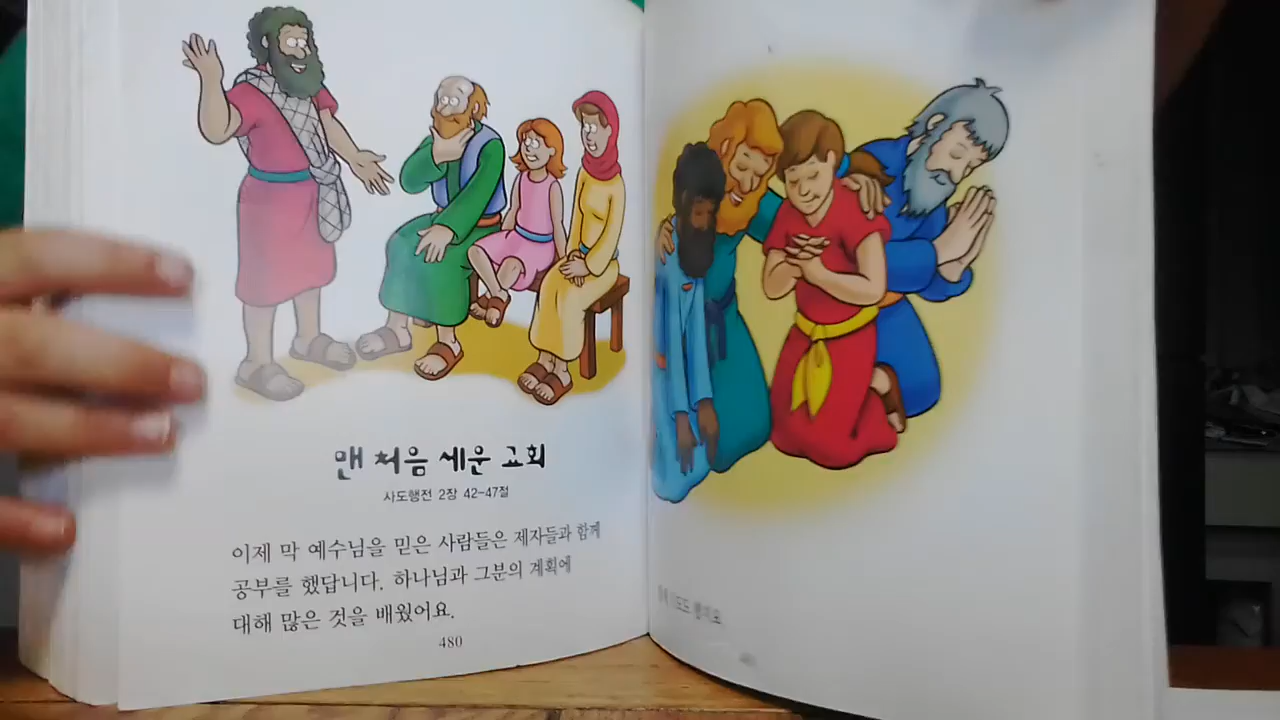 맨 처음 세운 교회
사도행전 2장 42-47절
이제 막 예수님을 믿은 사람들은 제자들과 함께
공부를 했답니다. 하나님과 그분의 계획에
대해 많은 것을 배웠어요.
480